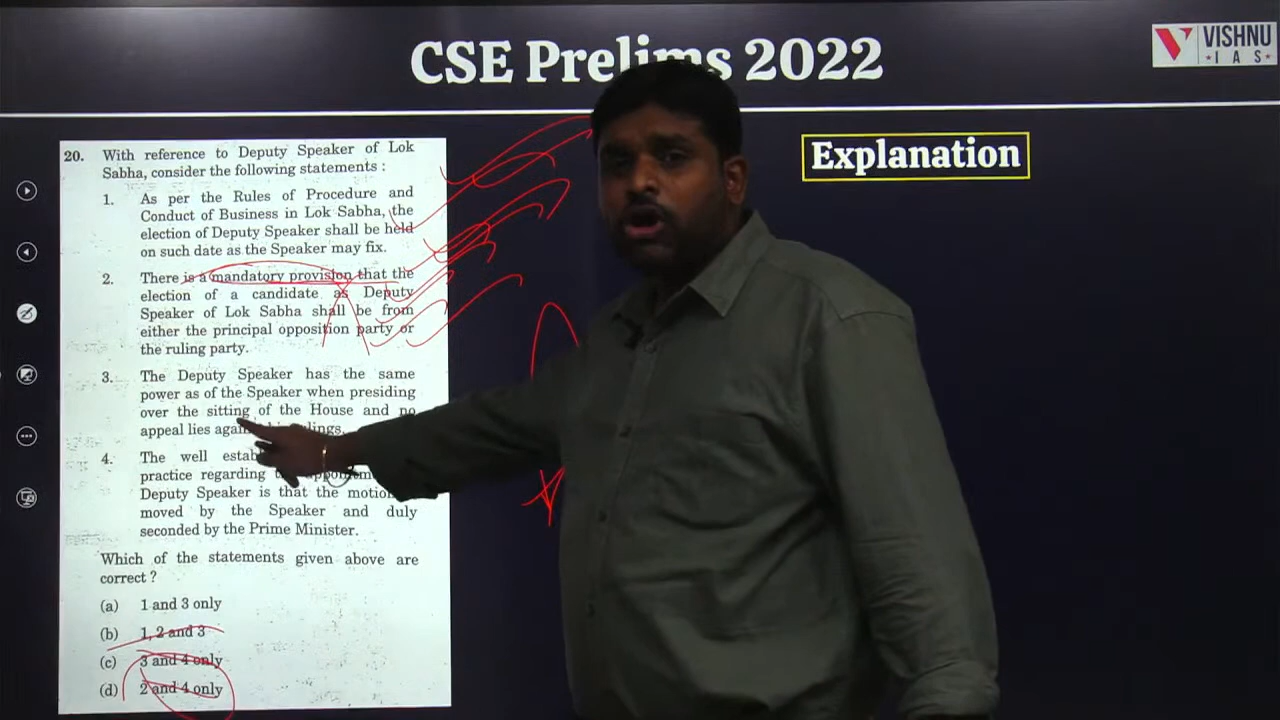 CSE Prelims 2022
VISHNU
IAS
Explanation
20. With reference to Deputy Speaker of Lok
Sabha, consider the following statements :
1. As per the Rules of Procedure and
Conduct of Business in Lok Sabha, the
election of Deputy Speaker shall be held
on such date as the Speaker may fix.
2. There is a mandatory provision that the
election of a candidate as Deputy
Speaker of Lok Sabha shall be from
either the principal opposition party or
the ruling party.
3. The Deputy Speaker has the same
power as of the Speaker when presiding
over the sitting of the House and no
appeal lies
4. The well
practice regarding
Deputy Speaker is that the motion
moved by the Speaker and duly
seconded by the Prime Minister.
Which of the statements given above are
correct ?
(a) 1 and 3 only
(b) 1, 2 and 3
(c) 3 and 4 only
(d) 2 and 4 only